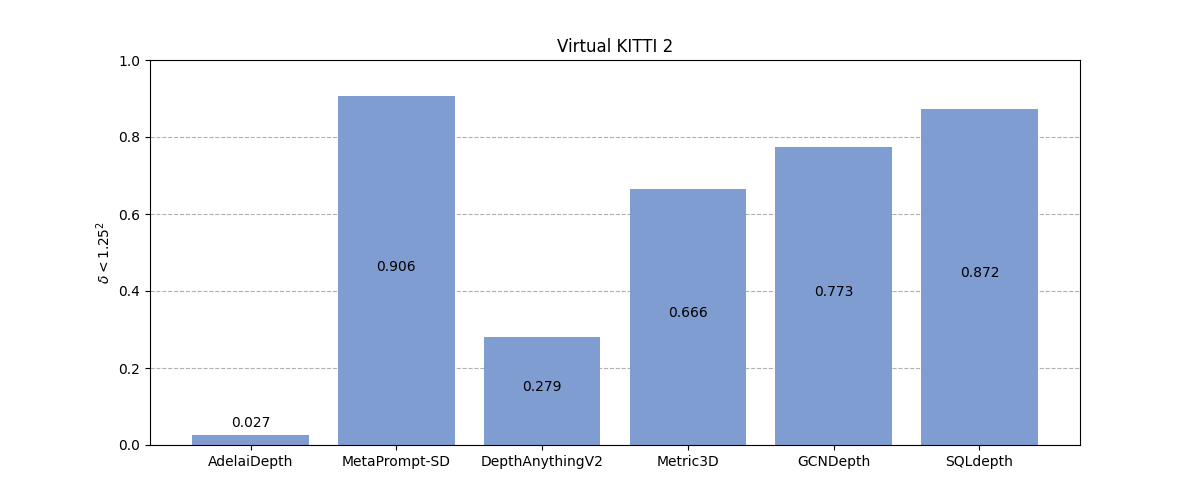 Virtual KITTI 2
1.0
0.8
0.6
0.4
0.2
0.0
δ < 1.25²
0.027
0.906
0.279
0.666
0.773
0.872
AdelaiDepth
MetaPrompt-SD
DepthAnythingV2
Metric3D
GCNDepth
SQLdepth